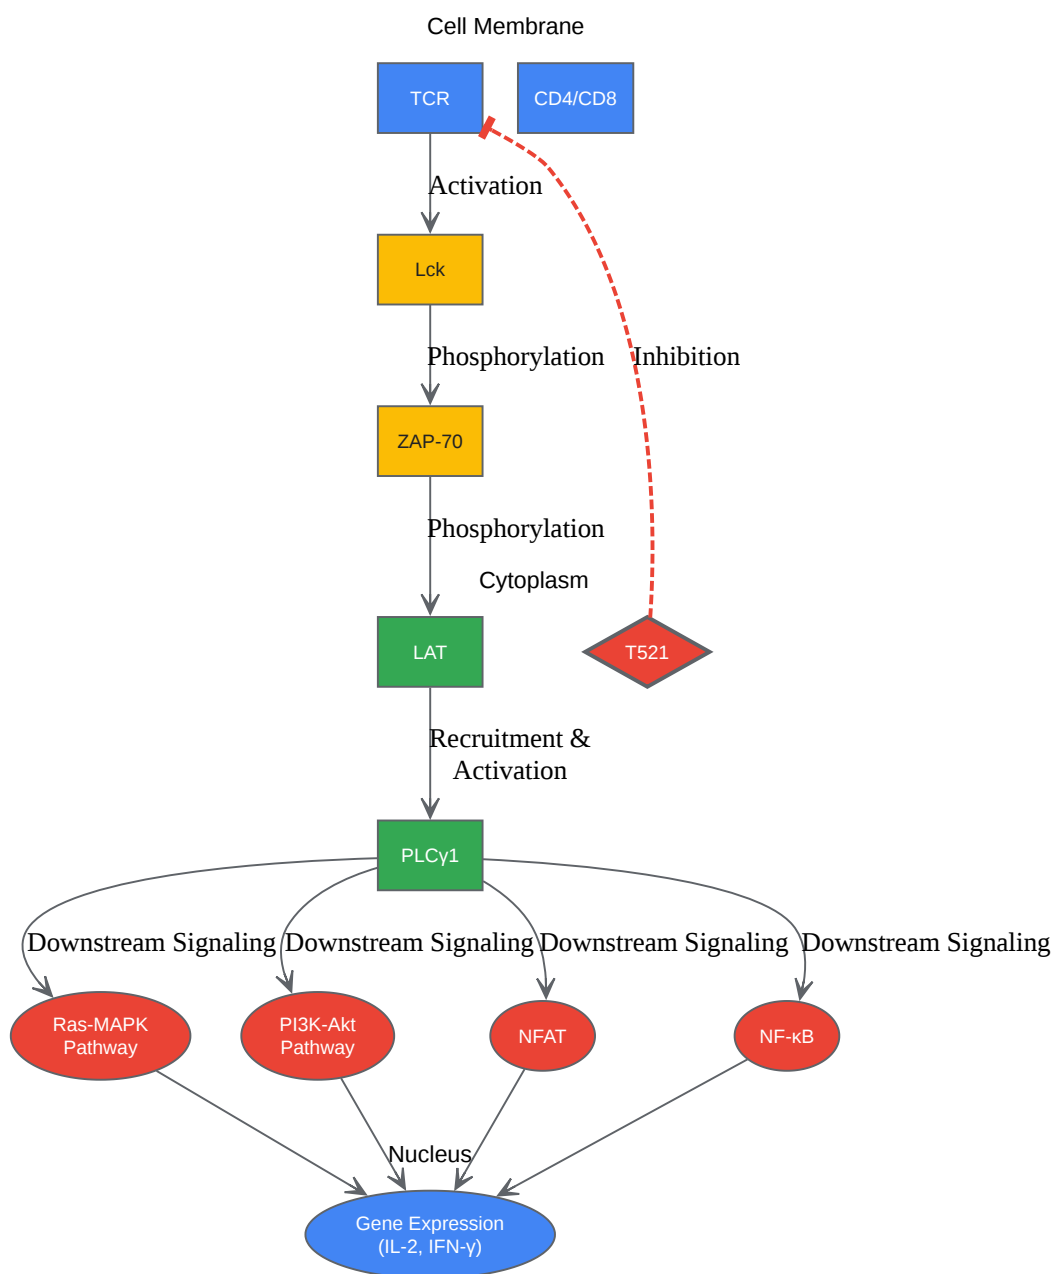 Cell Membrane
TCR
CD4/CD8
Activation
Lck
Phosphorylation
Inhibition
ZAP-70
Phosphorylation
Cytoplasm
LAT
T521
Recruitment &
Activation
PLCγ1
Downstream Signaling
Downstream Signaling
Downstream Signaling
Downstream Signaling
Ras-MAPK
Pathway
PI3K-Akt
Pathway
NFAT
NF-κB
Nucleus
Gene Expression
(IL-2, IFN-γ)